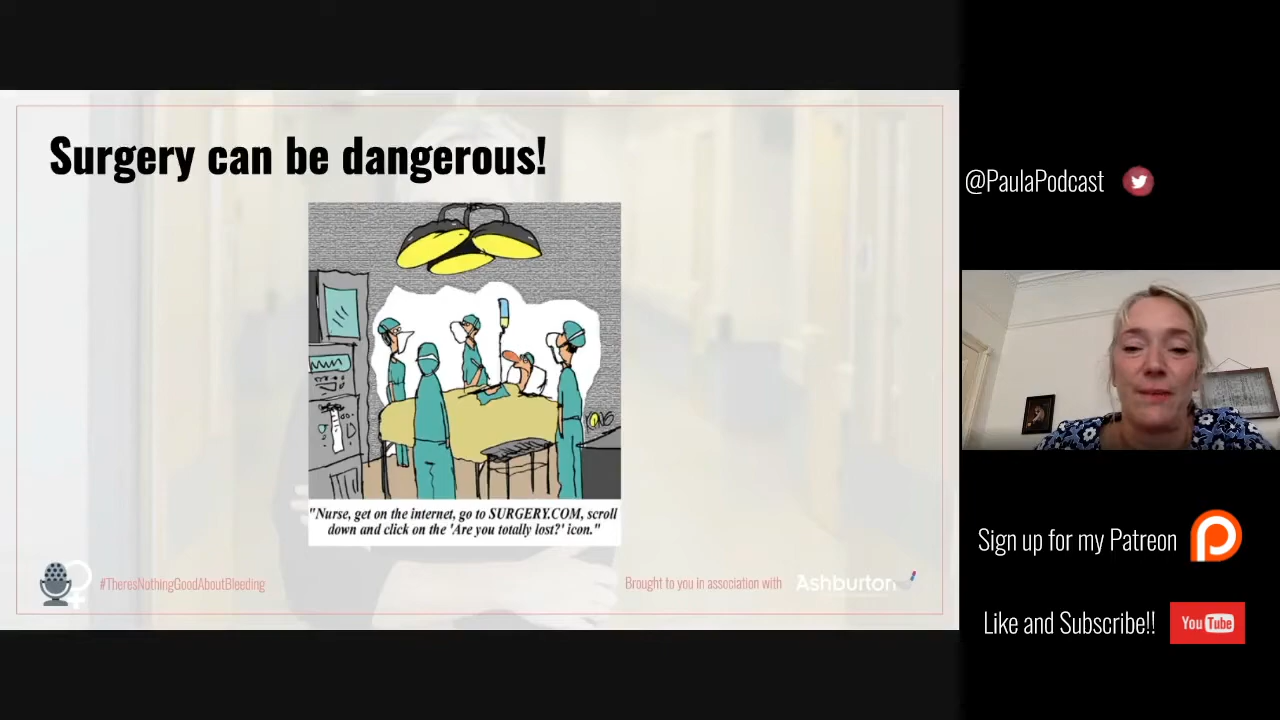 Surgery can be dangerous!
"Nurse, get on the internet, go to SURGERY.COM, scroll
down and click on the 'Are you totally lost?' icon."
#TheresNothingGoodAboutBleeding
Brought to you in association with
Ashburton
@PaulaPodcast
Sign up for my Patreon
Like and Subscribe!!
YouTube